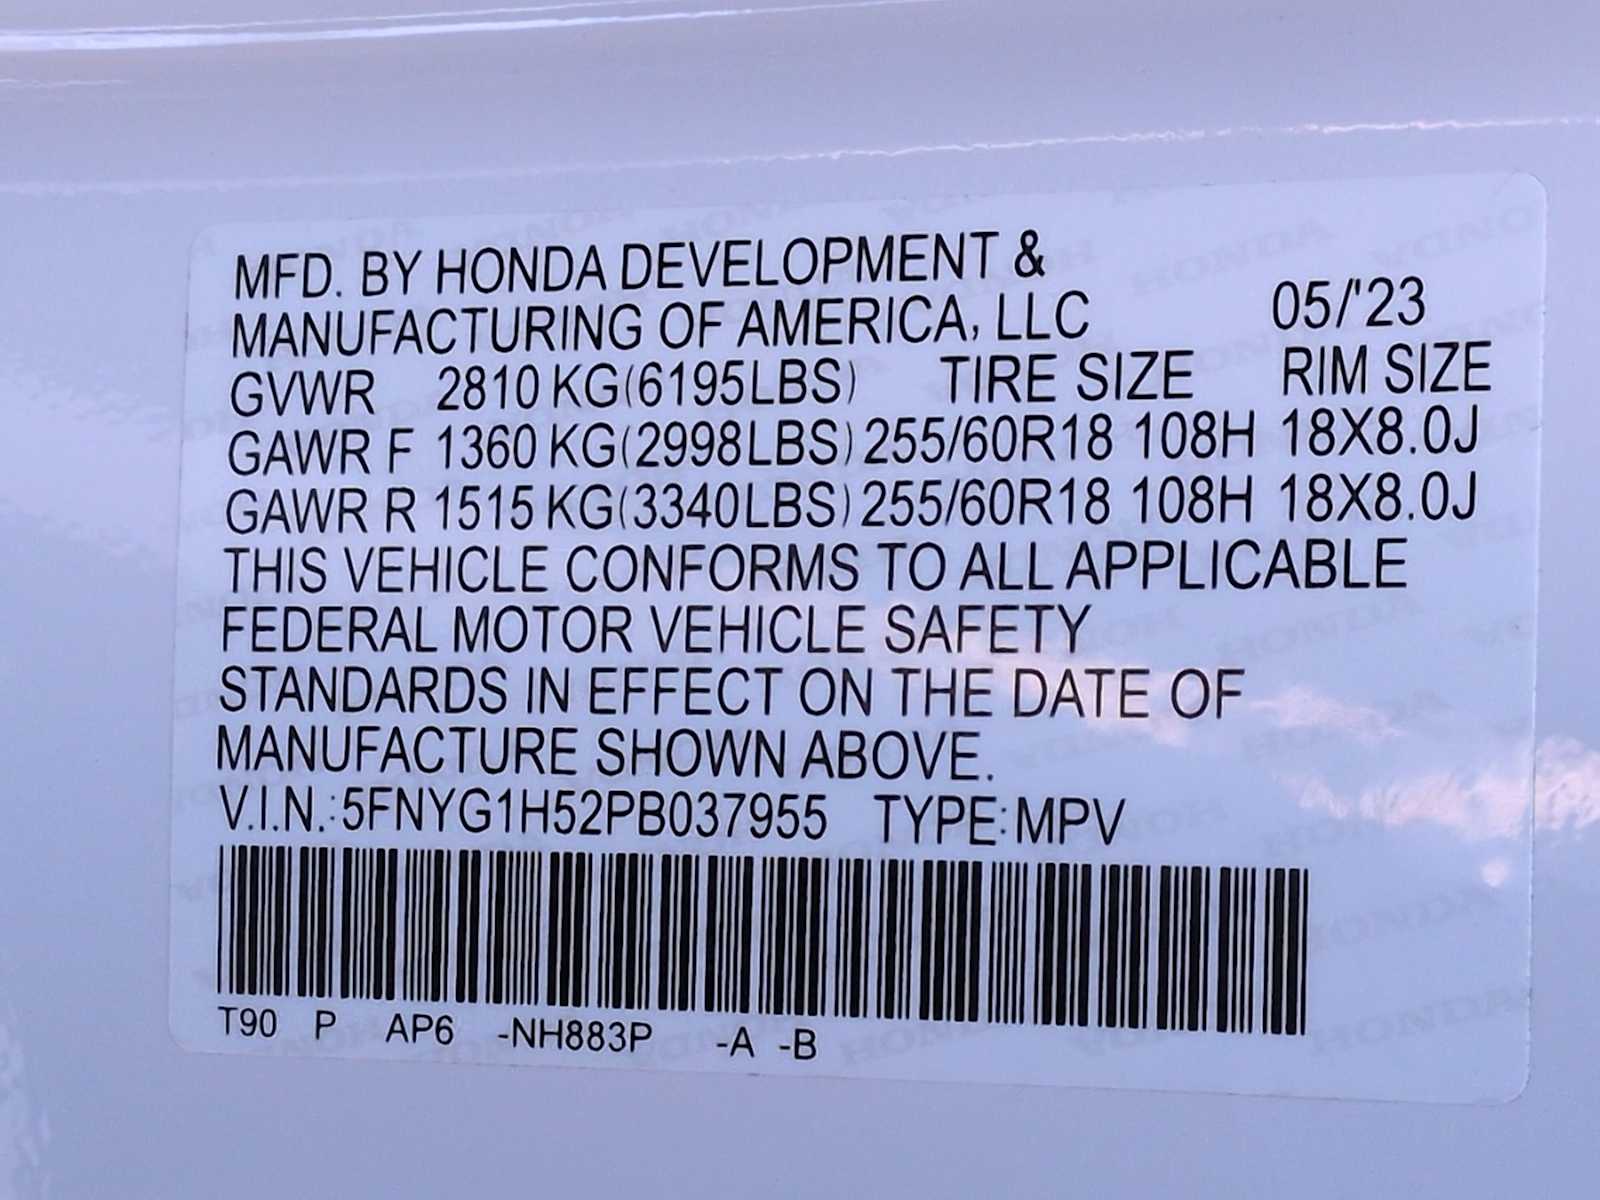 MFD. BY HONDA DEVELOPMENT &
MANUFACTURING OF AMERICA, LLC 05/'23
GVWR 2810 KG(6195LBS) TIRE SIZE RIM SIZE
GAWR F 1360 KG(2998LBS) 255/60R18 108H 18X8.0J
GAWR R 1515 KG(3340LBS) 255/60R18 108H 18X8.0J
THIS VEHICLE CONFORMS TO ALL APPLICABLE
FEDERAL MOTOR VEHICLE SAFETY
STANDARDS IN EFFECT ON THE DATE OF
MANUFACTURE SHOWN ABOVE.
V.I.N.:5FNYG1H52PB037955 TYPE:MPV
T90 P AP6 -NH883P -A -B